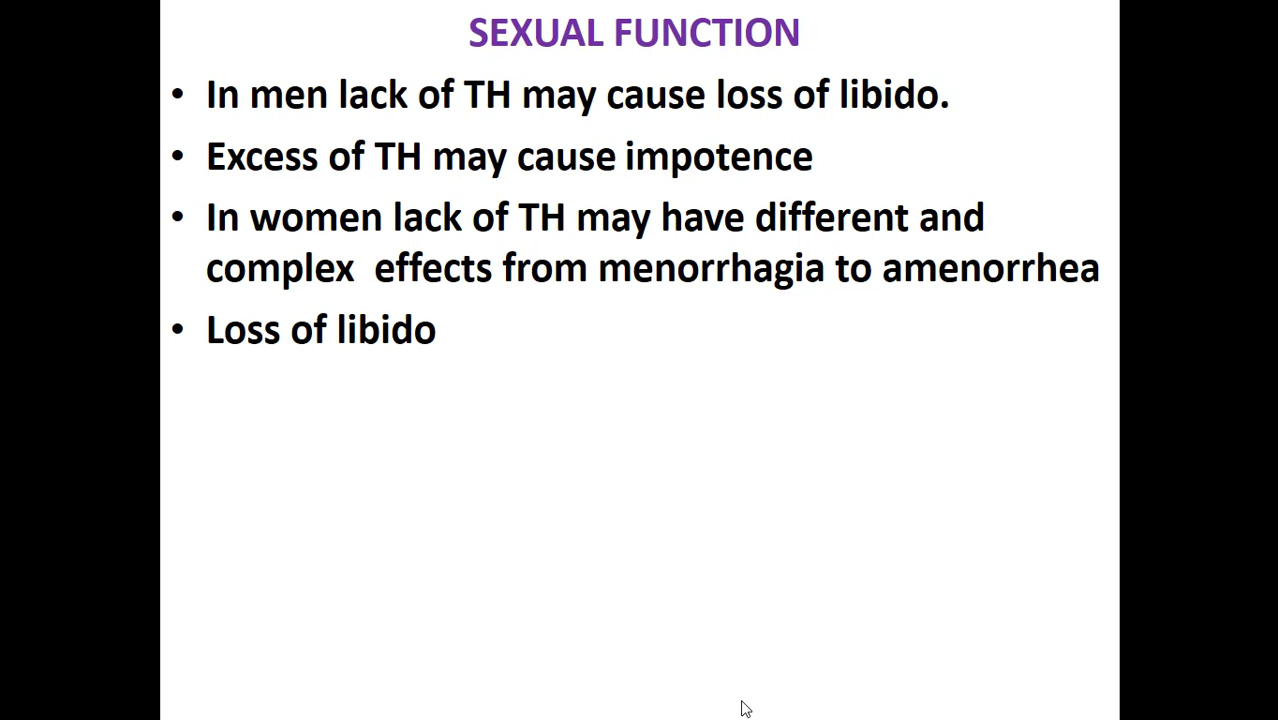 SEXUAL FUNCTION
• In men lack of TH may cause loss of libido.
• Excess of TH may cause impotence
• In women lack of TH may have different and
complex  effects from menorrhagia to amenorrhea
• Loss of libido